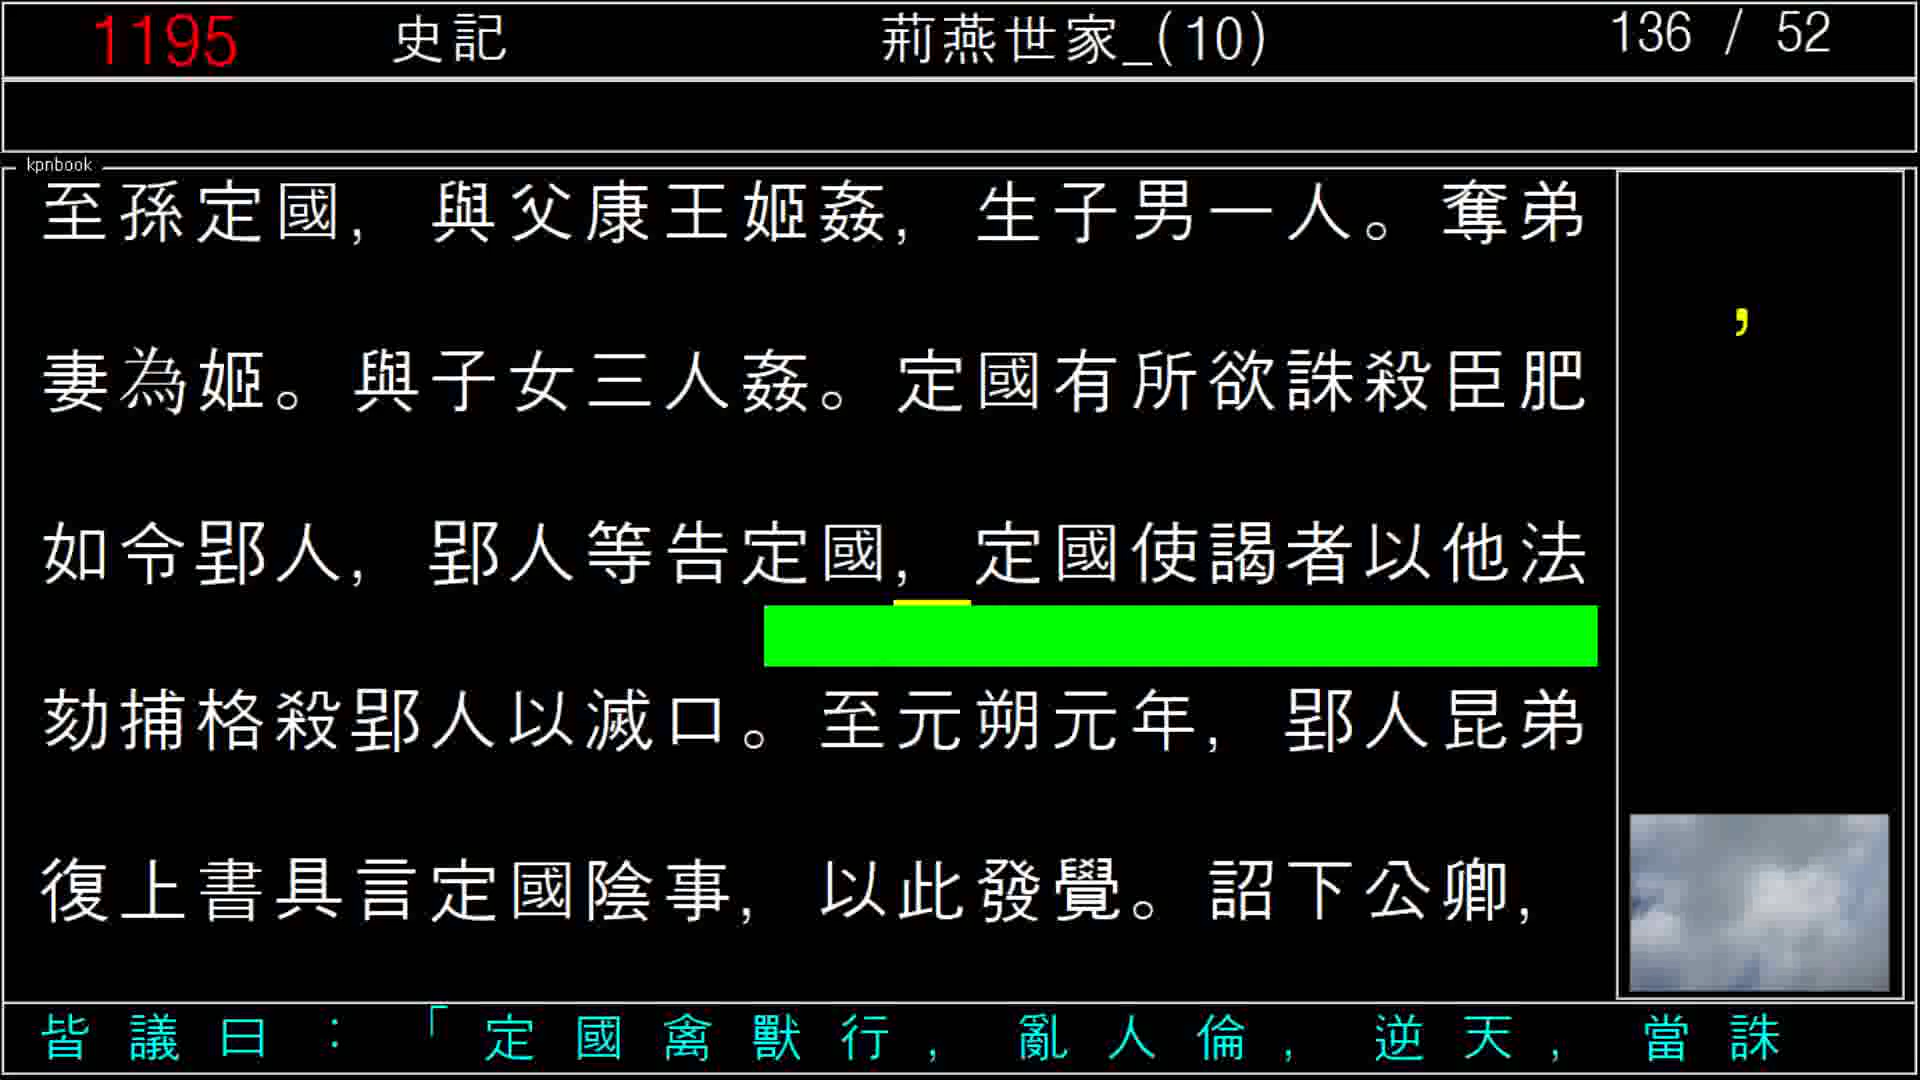 1195 史記 荊燕世家_(10) 136 / 52
kpnbook
至孫定國, 與父康王姬姦, 生子男一人。奪弟
妻為姬。與子女三人姦。定國有所欲誅殺臣肥
如令郢人, 郢人等告定國, 定國使謁者以他法
劾捕格殺郢人以滅口。至元朔元年, 郢人昆弟
復上書具言定國陰事, 以此發覺。詔下公卿,
,
皆議曰:「定國禽獸行, 亂人倫, 逆天, 當誅